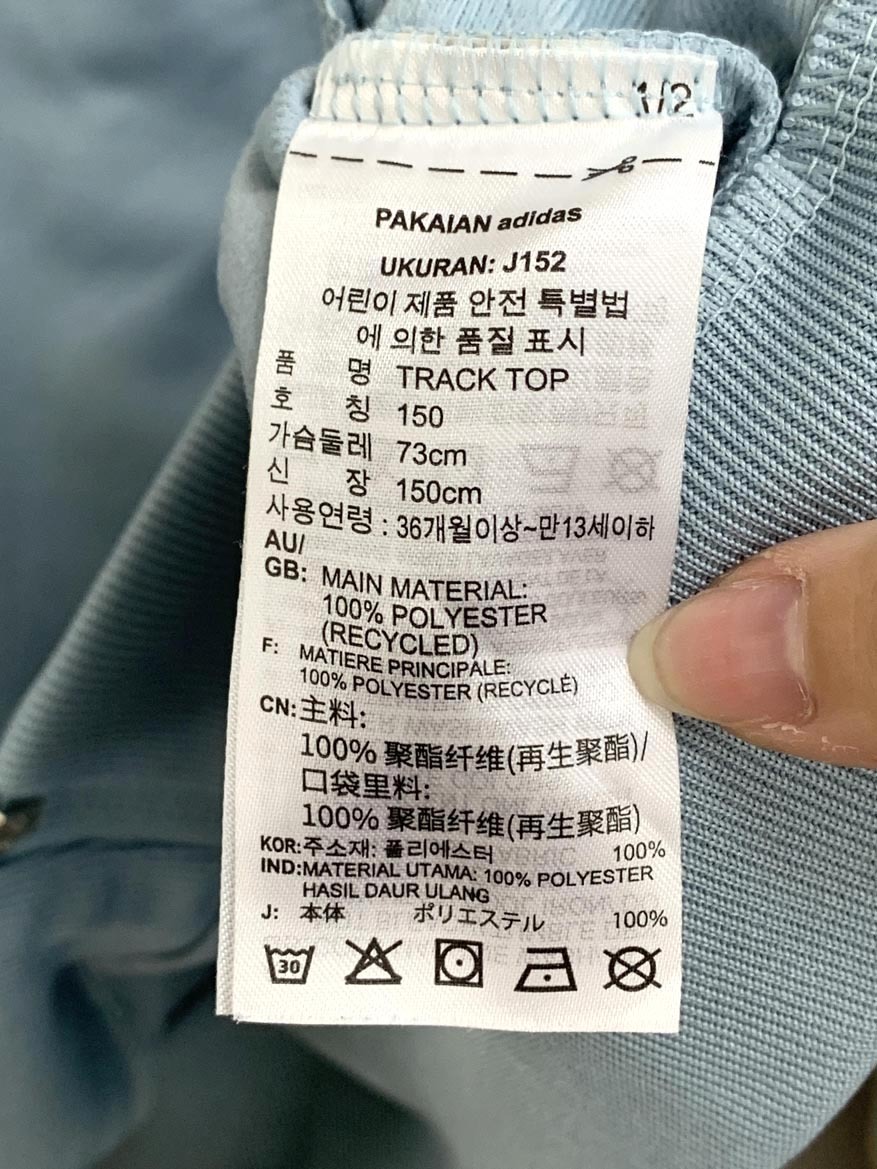 1/2
PAKAIAN adidas
UKURAN: J152
어린이 제품 안전 특별법
에 의한 품질 표시
품 명 TRACK TOP
호 칭 150
가슴둘레 73cm
신 장 150cm
사용연령 : 36개월이상~만13세이하
AU/
GB: MAIN MATERIAL:
100% POLYESTER
(RECYCLED)
F: MATIERE PRINCIPALE:
100% POLYESTER (RECYCLÉ)
CN:主料:
100% 聚酯纤维(再生聚酯)/
口袋里料:
100% 聚酯纤维(再生聚酯)
KOR:주소재: 폴리에스터 100%
IND:MATERIAL UTAMA: 100% POLYESTER
HASIL DAUR ULANG
J: 本体 ポリエステル 100%
30